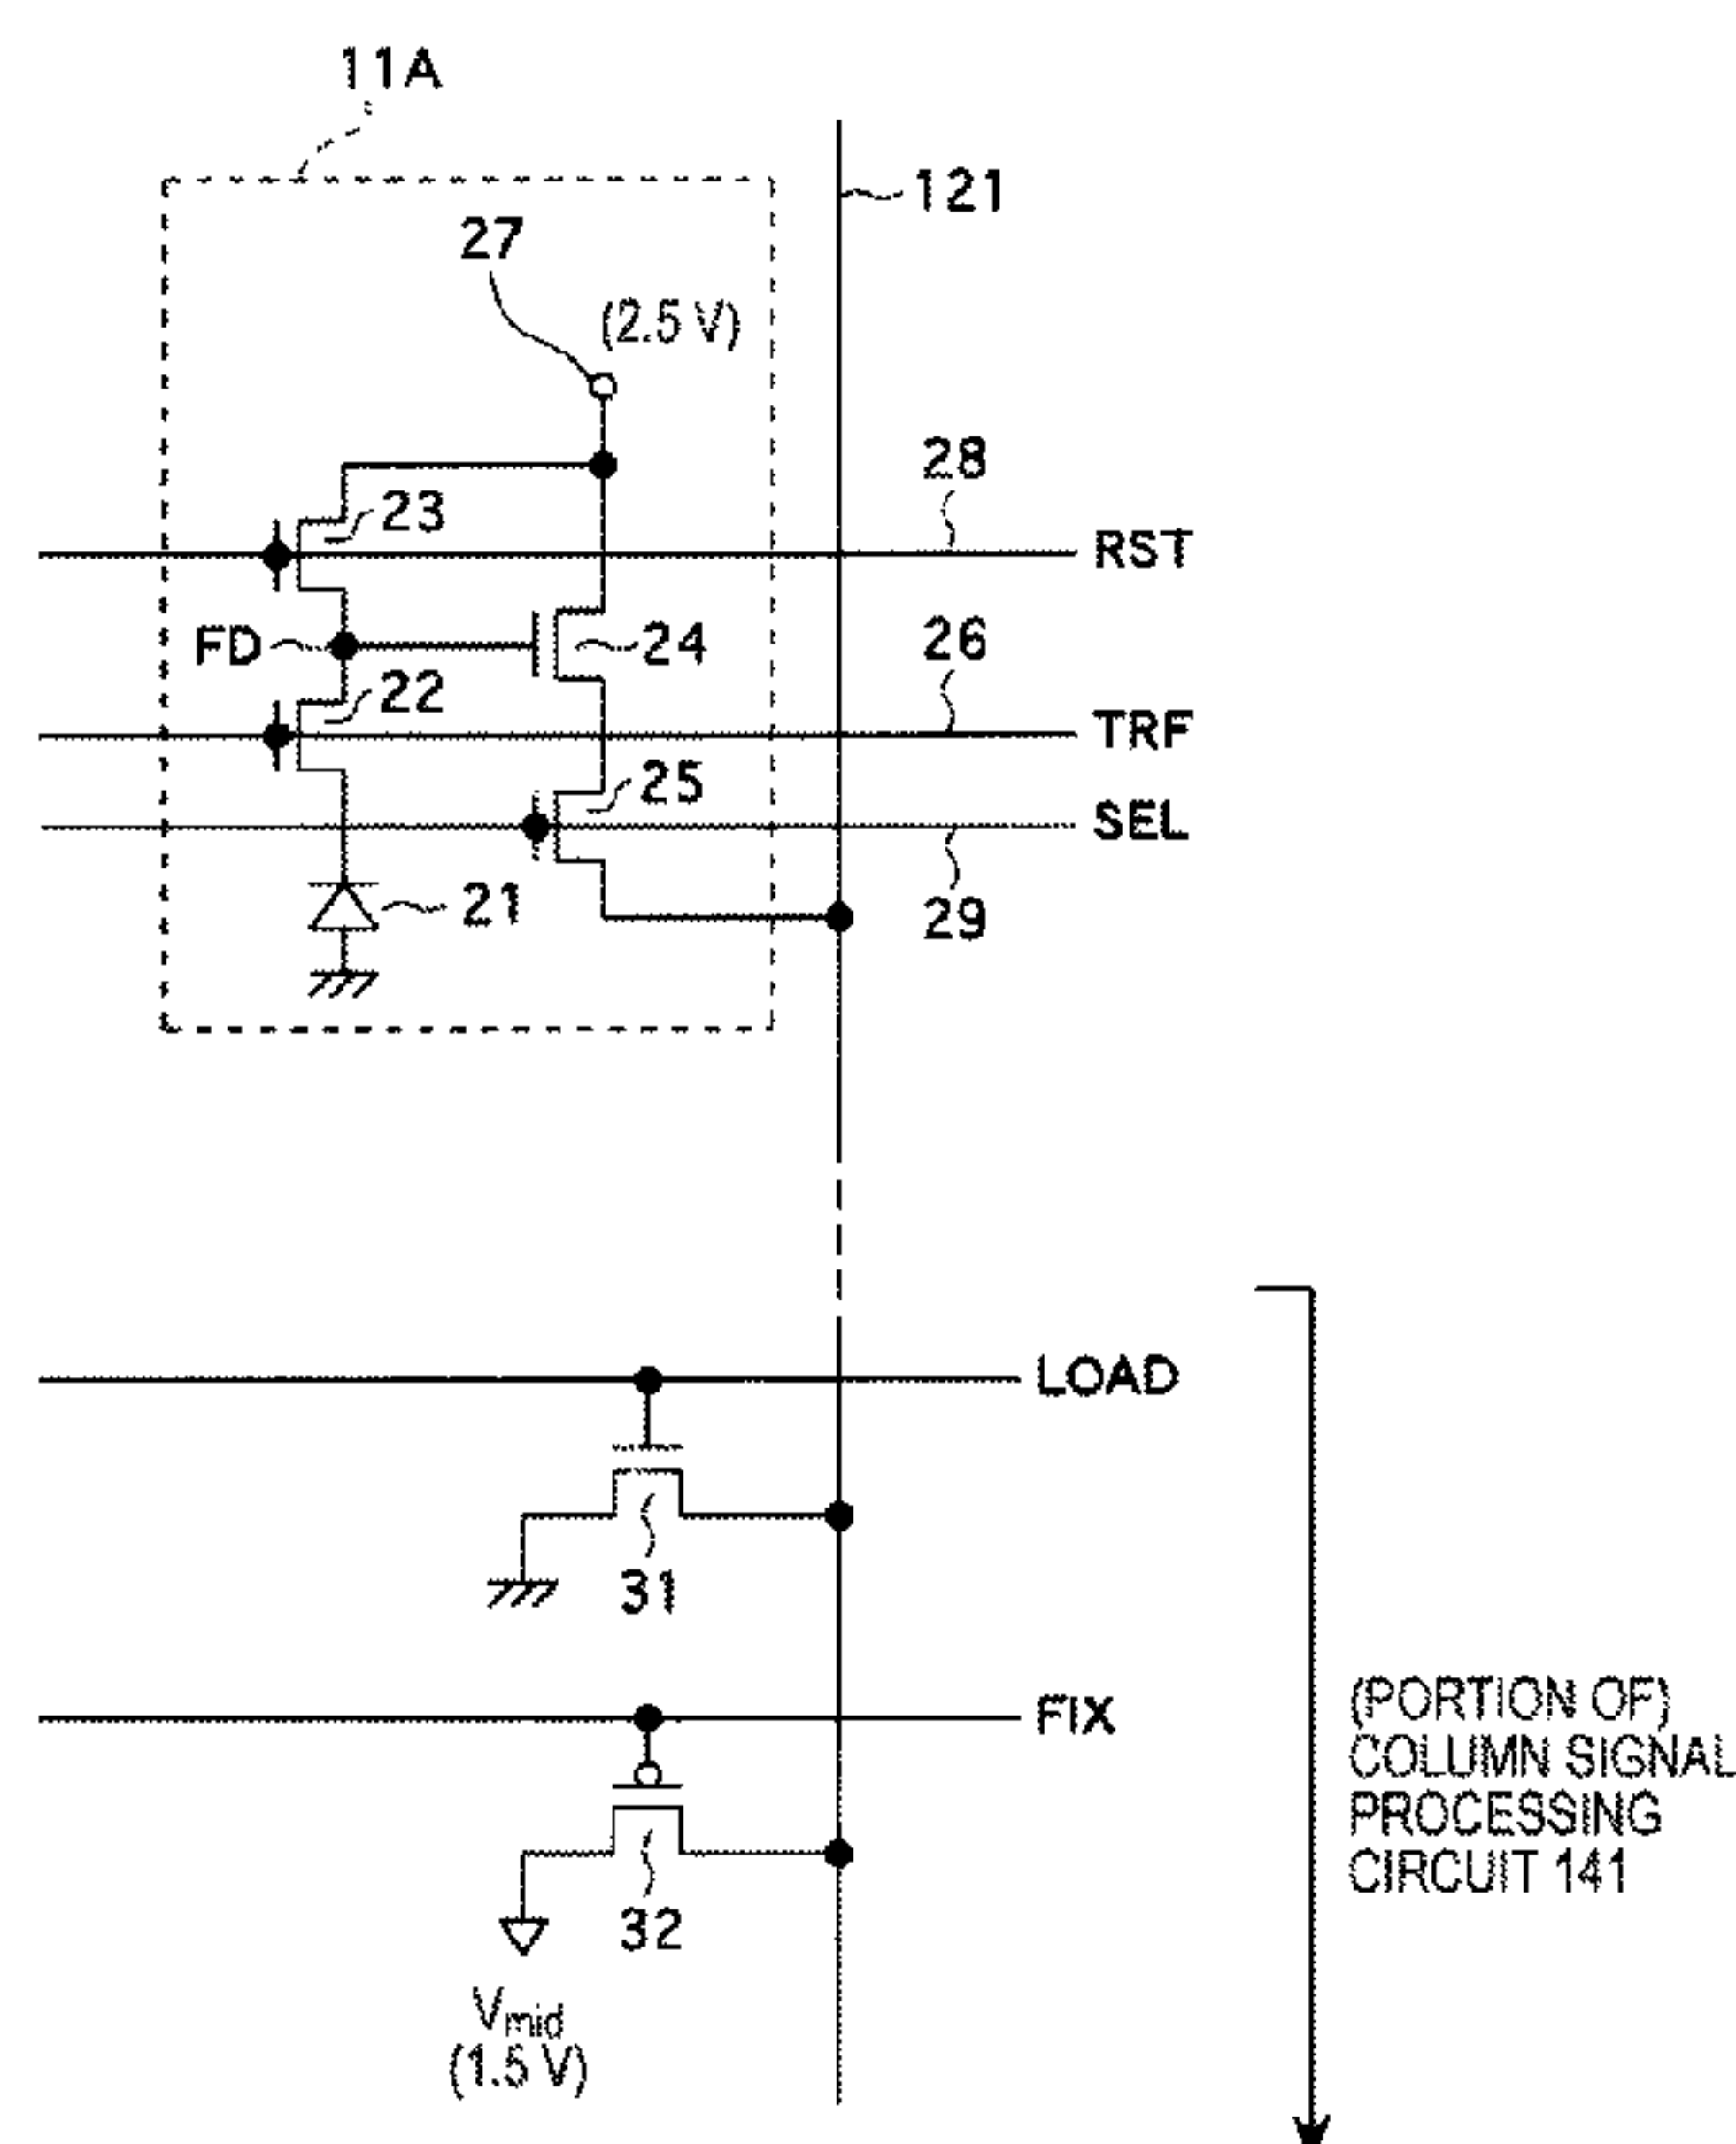 11A
121
27
(2.5 V)
28
23
RST
FD
24
26
22
TRF
25
SEL
21
29
LOAD
31
FIX
(PORTION OF)
COLUMN SIGNAL
PROCESSING
CIRCUIT 141
32
Vmid
(1.5 V)